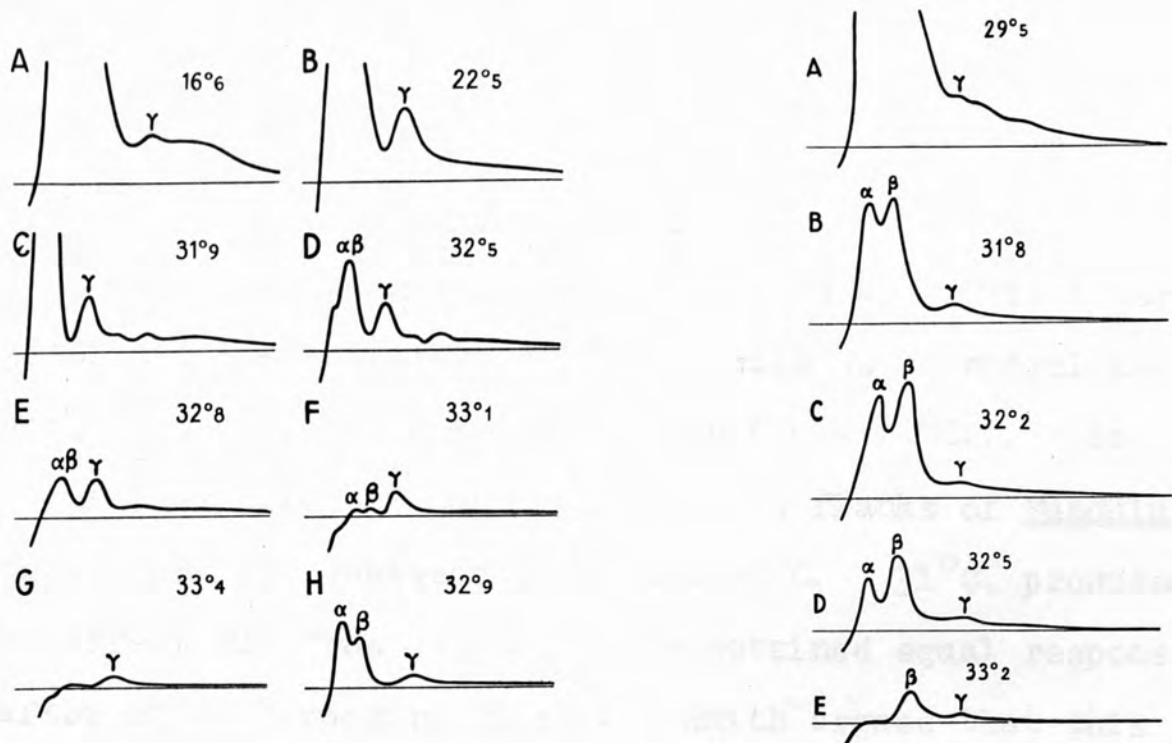 A 16°6 γ
B 22°5 γ
C 31°9 γ
D 32°5 αβ γ
E 32°8 αβ γ
F 33°1 α β γ
G 33°4 γ
H 32°9 α β γ
A 29°5 γ
B 31°8 α β γ
C 32°2 α β γ
D 32°5 α β γ
E 33°2 β γ